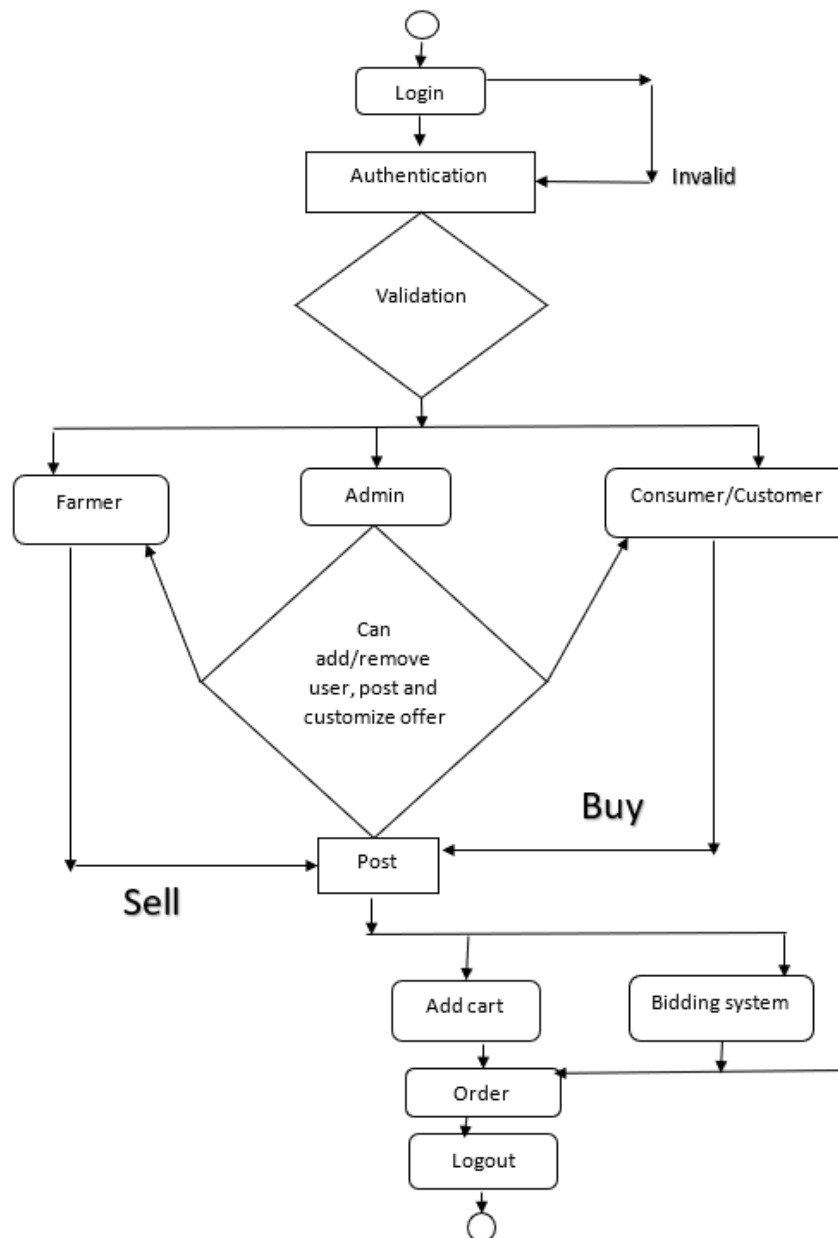 Login
Authentication
Invalid
Validation
Farmer
Admin
Consumer/Customer
Can
add/remove
user, post and
customize offer
Buy
Post
Sell
Add cart
Bidding system
Order
Logout